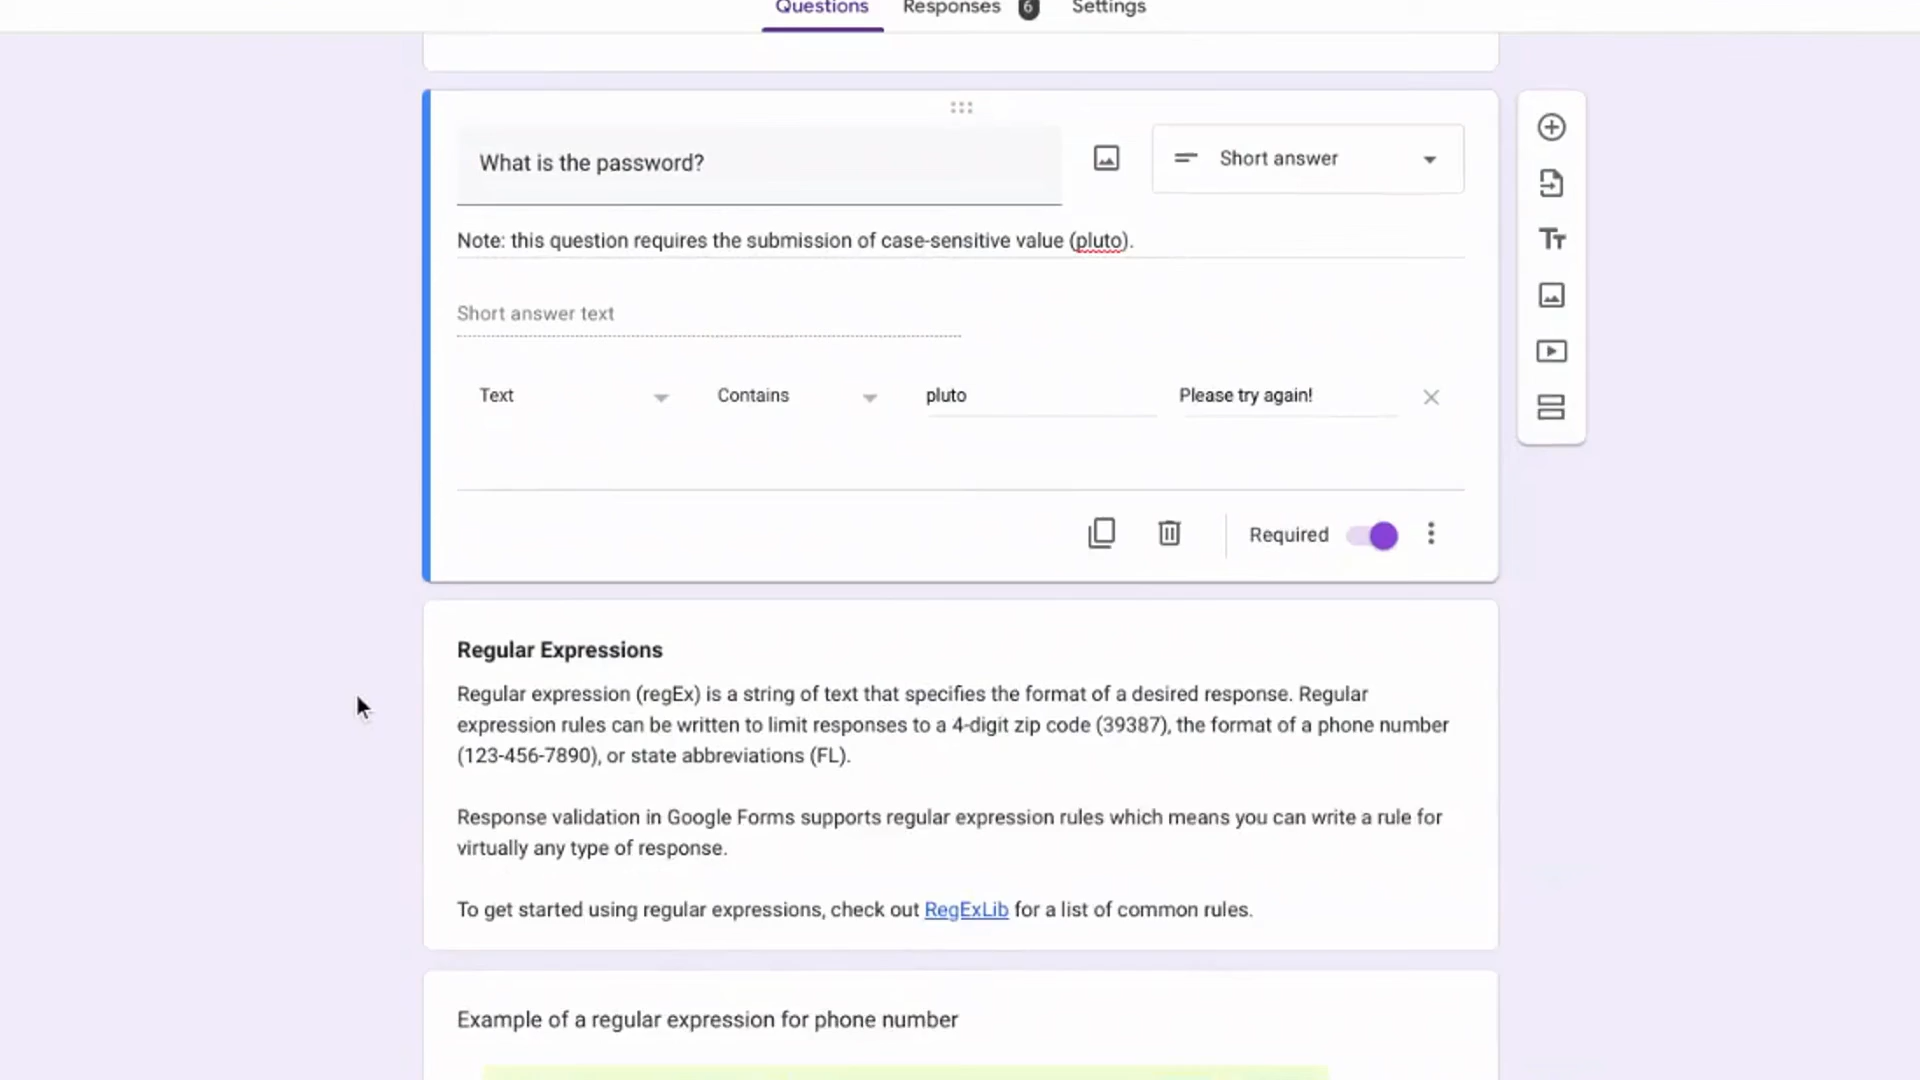 Questions Responses 6 Settings
What is the password?
Short answer
Note: this question requires the submission of case-sensitive value (pluto).
Short answer text
Text Contains pluto Please try again!
Required
Regular Expressions
Regular expression (regEx) is a string of text that specifies the format of a desired response. Regular
expression rules can be written to limit responses to a 4-digit zip code (39387), the format of a phone number
(123-456-7890), or state abbreviations (FL).
Response validation in Google Forms supports regular expression rules which means you can write a rule for
virtually any type of response.
To get started using regular expressions, check out RegExLib for a list of common rules.
Example of a regular expression for phone number